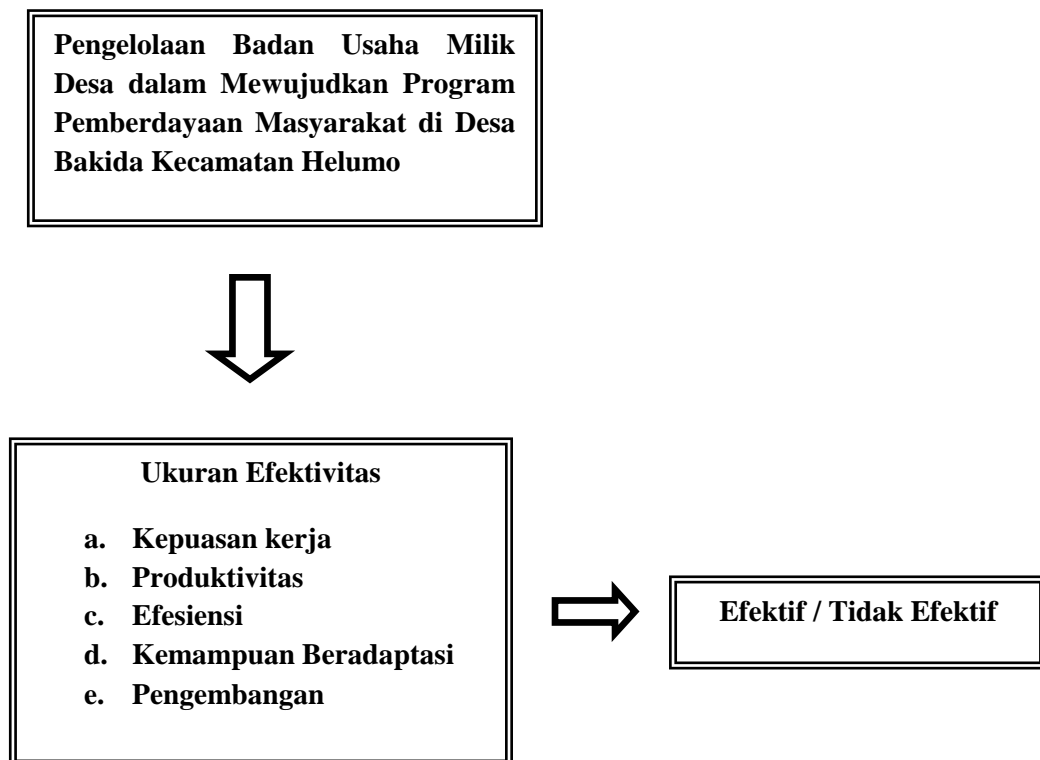 Pengelolaan Badan Usaha Milik
Desa dalam Mewujudkan Program
Pemberdayaan Masyarakat di Desa
Bakida Kecamatan Helumo
Ukuran Efektivitas
a. Kepuasan kerja
b. Produktivitas
c. Efesiensi
d. Kemampuan Beradaptasi
e. Pengembangan
Efektif / Tidak Efektif